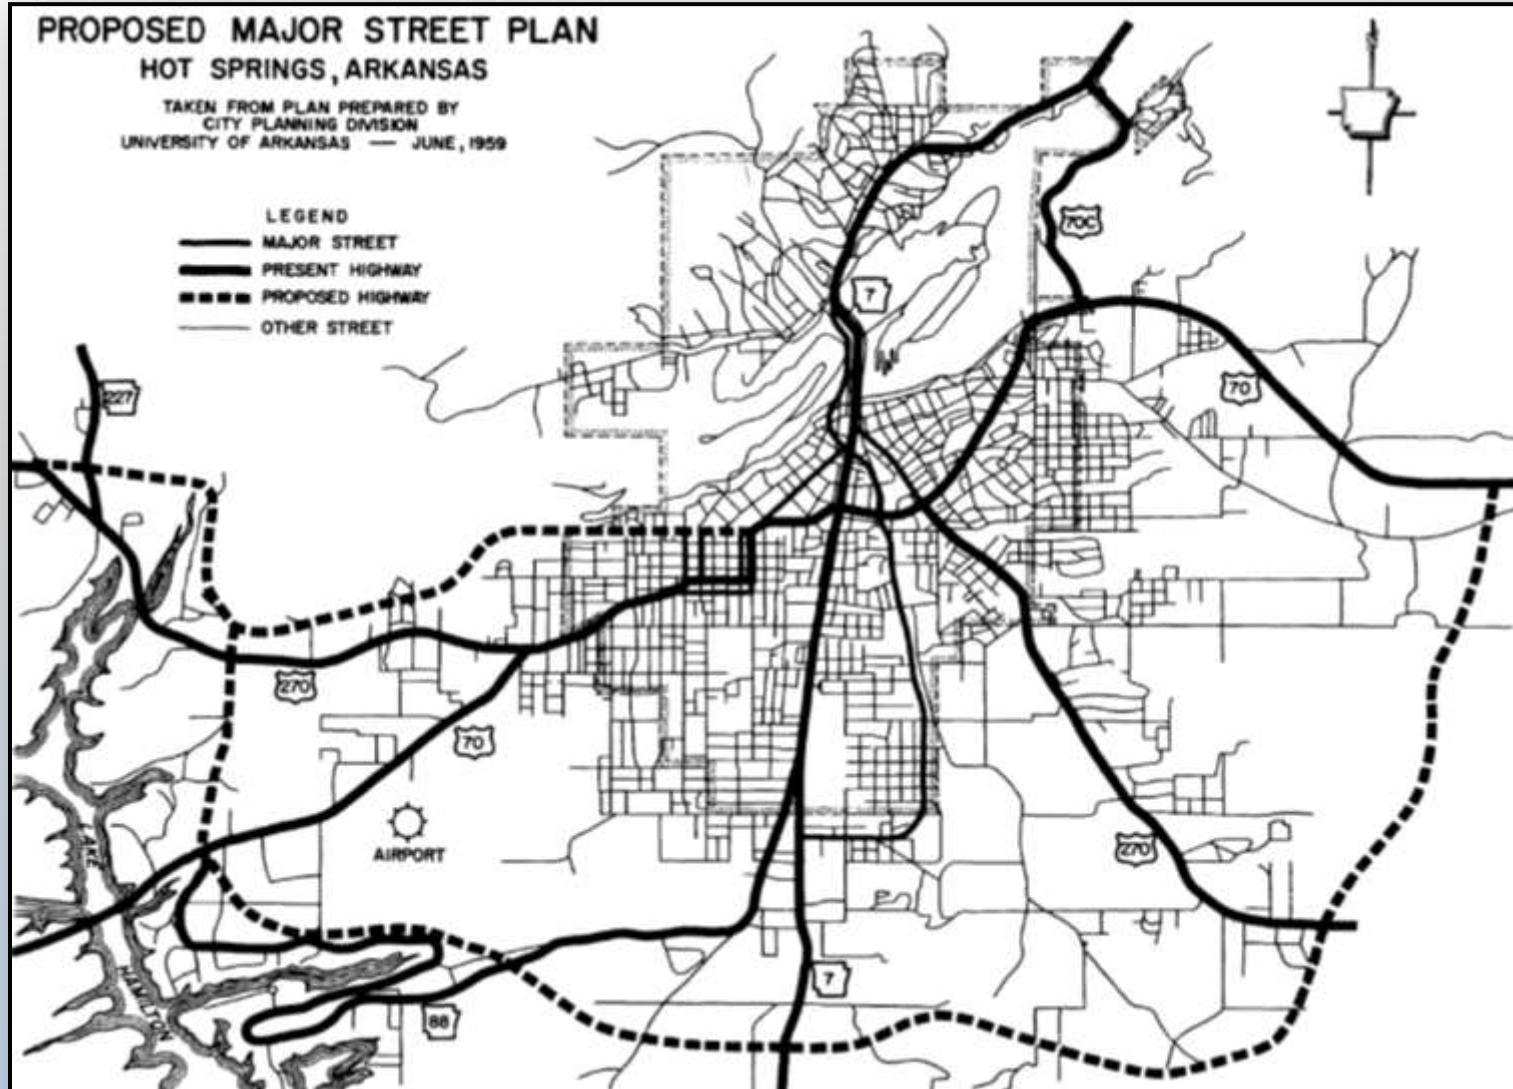 PROPOSED MAJOR STREET PLAN
HOT SPRINGS, ARKANSAS
TAKEN FROM PLAN PREPARED BY
CITY PLANNING DIVISION
UNIVERSITY OF ARKANSAS — JUNE, 1959
LEGEND
MAJOR STREET
PRESENT HIGHWAY
PROPOSED HIGHWAY
OTHER STREET
N
70C
7
227
70
270
70
AIRPORT
270
LAKE
HAMILTON
7
88